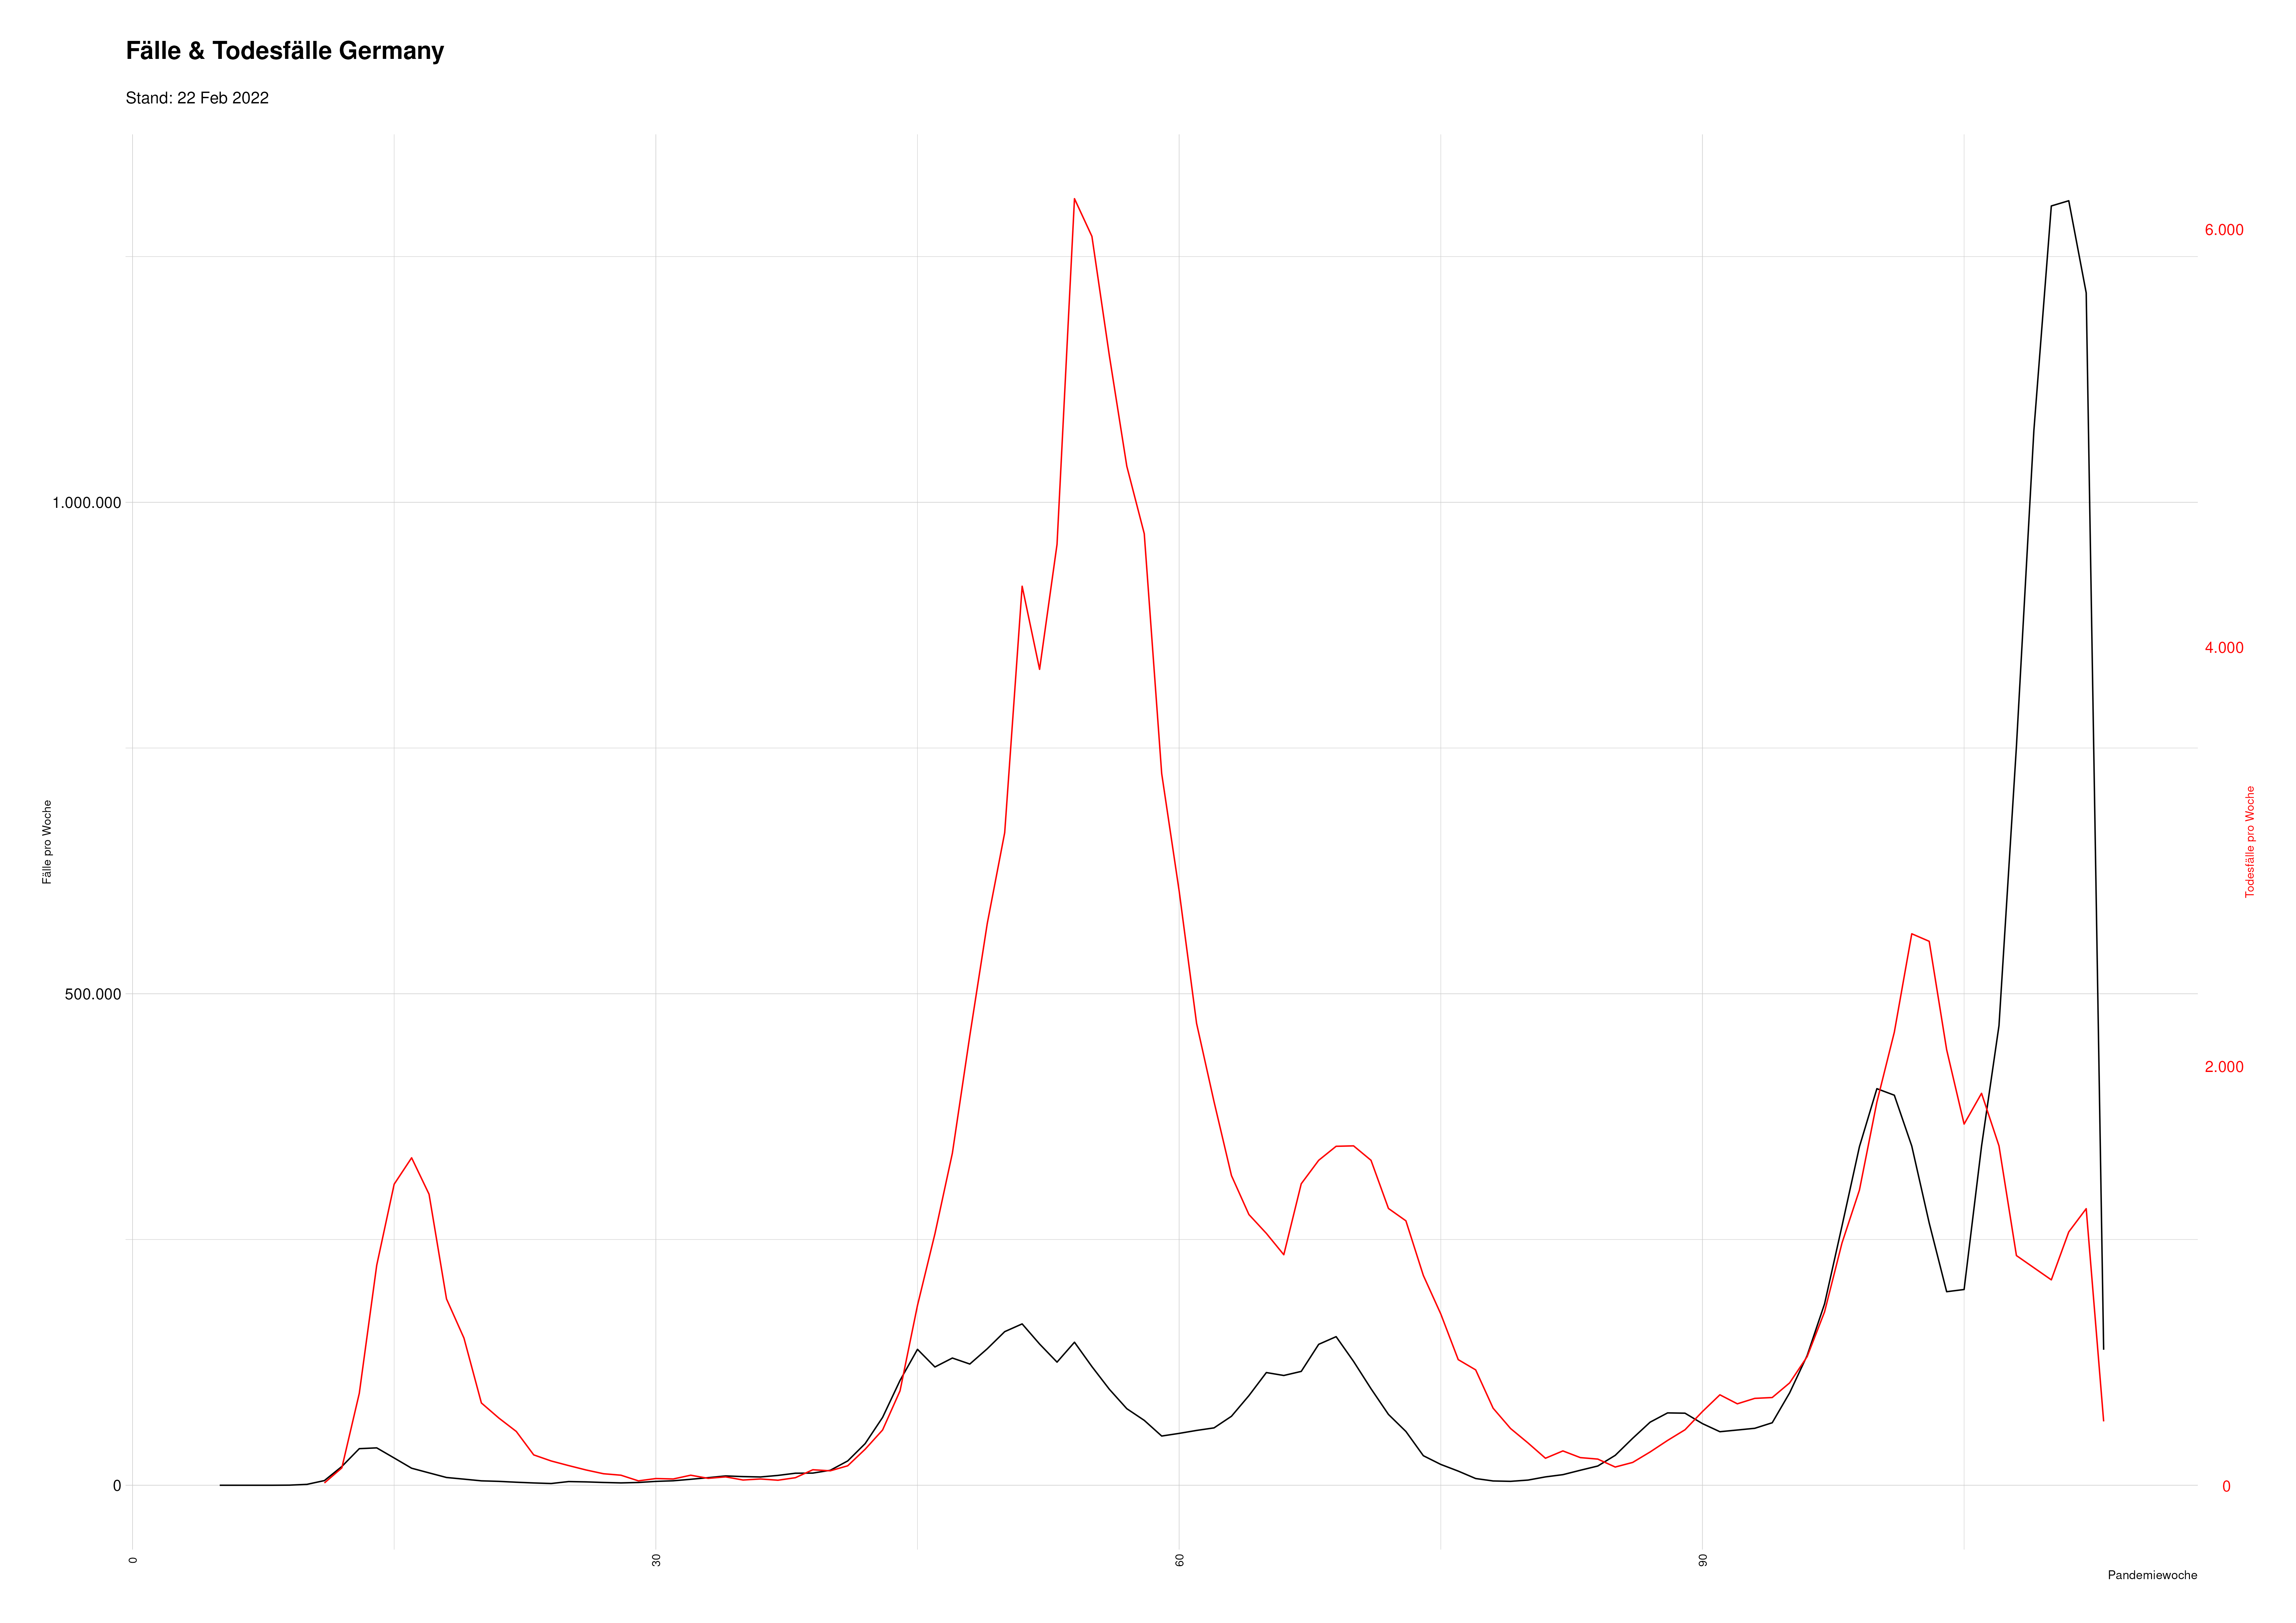 Fälle & Todesfälle Germany
Stand: 22 Feb 2022
6.000
1.000.000
4.000
Fälle pro Woche
Todesfälle pro Woche
500.000
2.000
0
0
0
30
60
90
Pandemiewoche